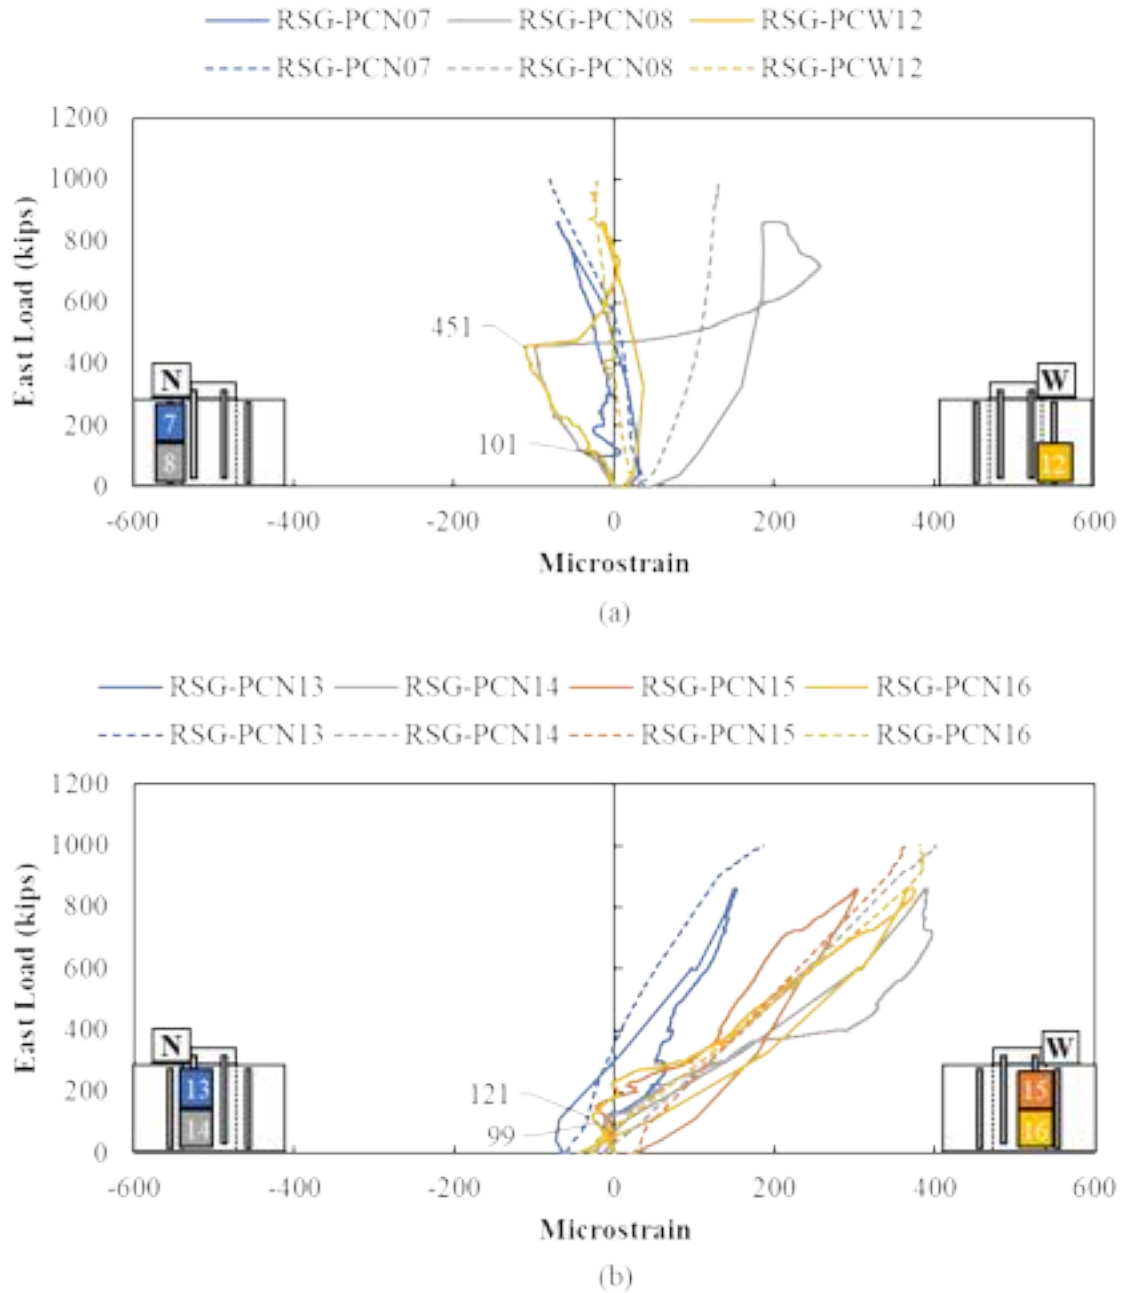 RSG-PCN07 RSG-PCN08 RSG-PCW12
RSG-PCN07 RSG-PCN08 RSG-PCW12
1200
1000
800
600
400
200
0
East Load (kips)
451
101
N
7
8
W
12
-600 -400 -200 0 200 400 600
Microstrain
(a)
RSG-PCN13 RSG-PCN14 RSG-PCN15 RSG-PCN16
RSG-PCN13 RSG-PCN14 RSG-PCN15 RSG-PCN16
1200
1000
800
600
400
200
0
East Load (kips)
121
99
N
13
14
W
15
16
-600 -400 -200 0 200 400 600
Microstrain
(b)